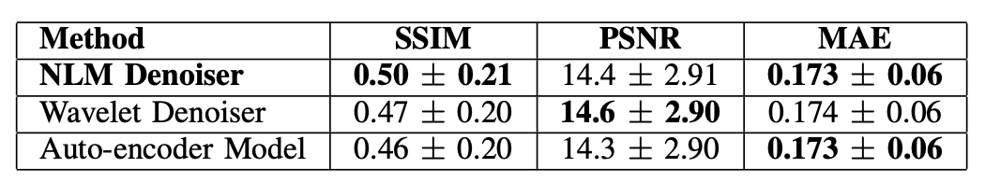 Method SSIM PSNR MAE
NLM Denoiser 0.50 ± 0.21 14.4 ± 2.91 0.173 ± 0.06
Wavelet Denoiser 0.47 ± 0.20 14.6 ± 2.90 0.174 ± 0.06
Auto-encoder Model 0.46 ± 0.20 14.3 ± 2.90 0.173 ± 0.06